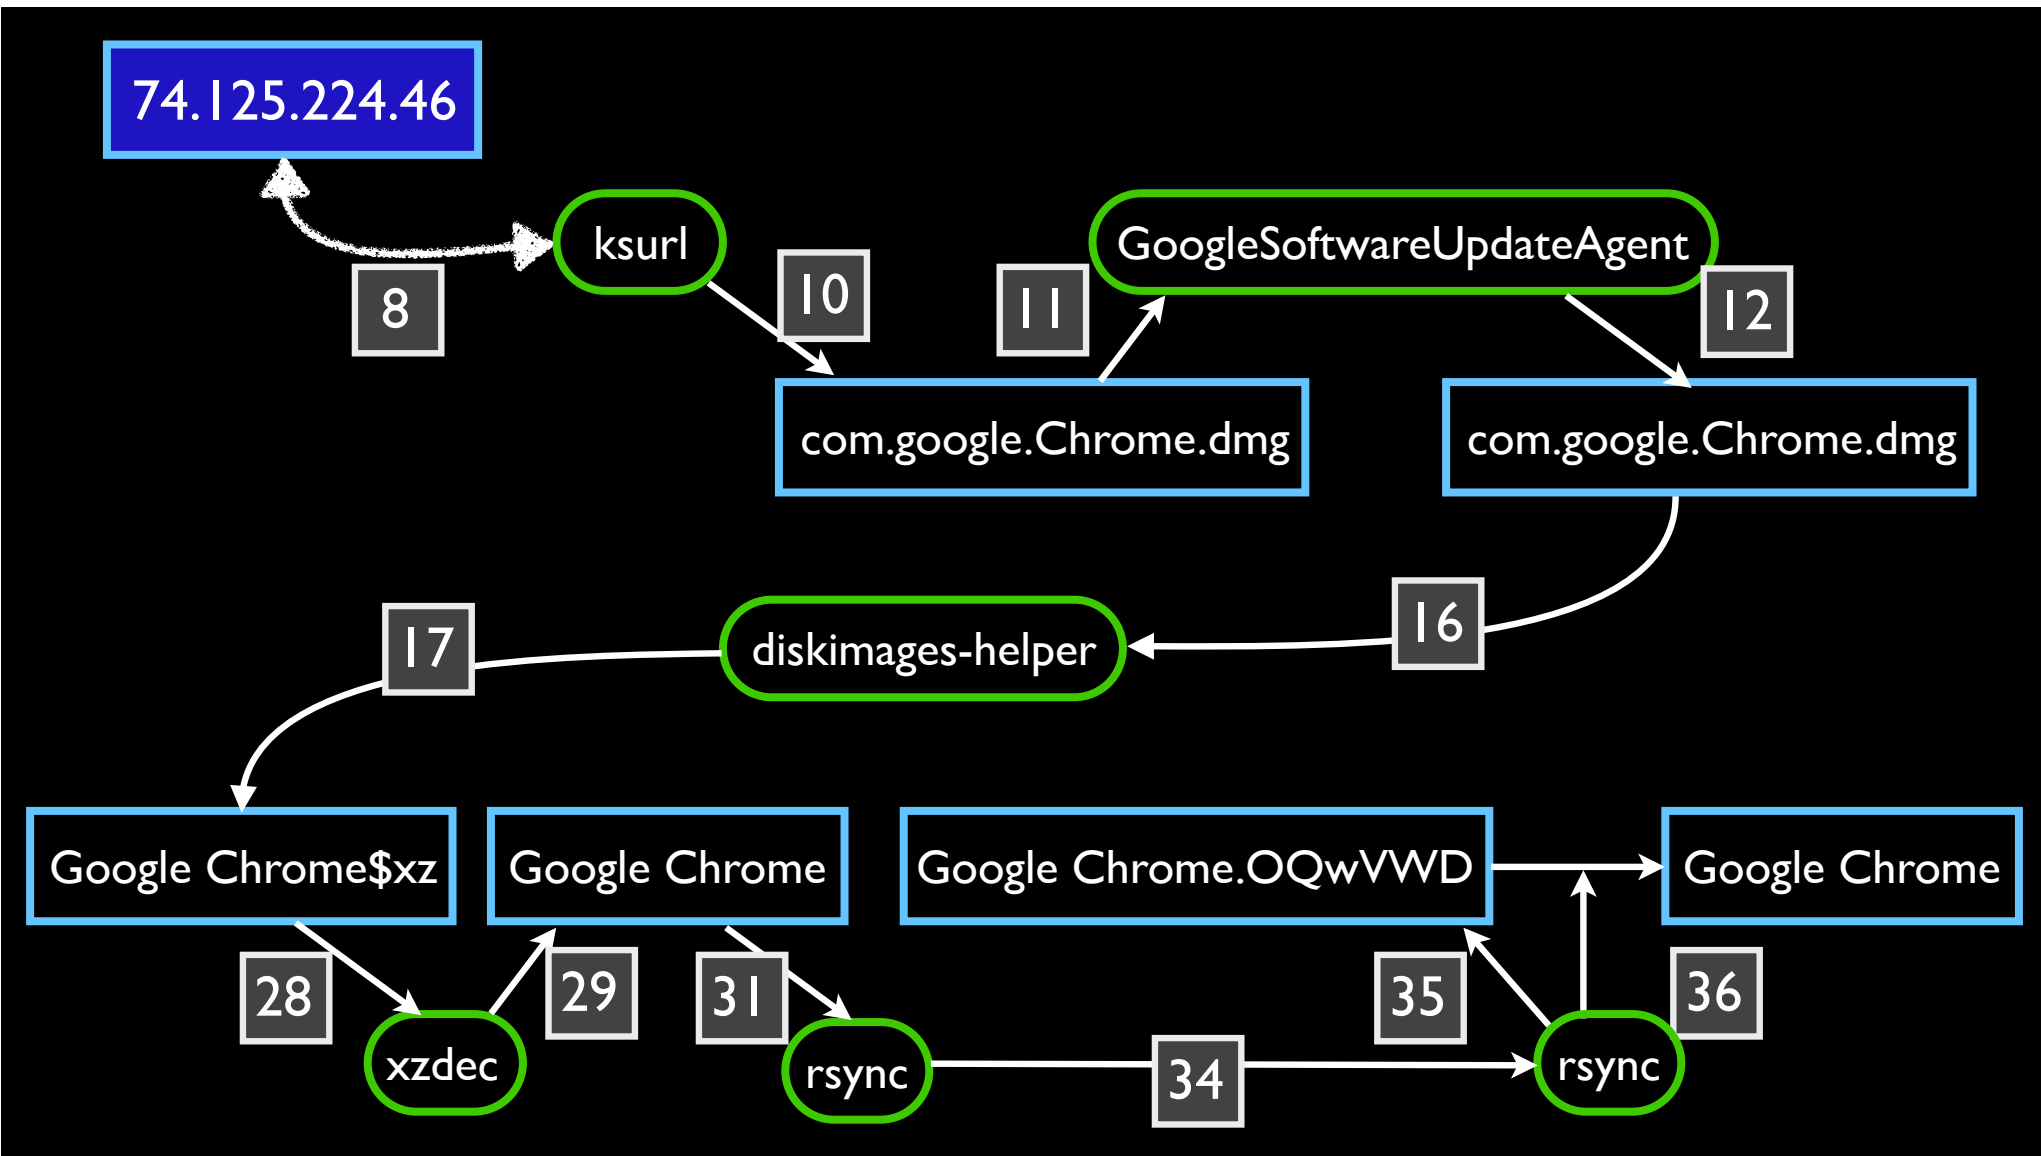 74.125.224.46
ksurl
GoogleSoftwareUpdateAgent
8
10
11
12
com.google.Chrome.dmg
com.google.Chrome.dmg
16
diskimages-helper
17
Google Chrome$xz
Google Chrome
Google Chrome.OQwVWD
Google Chrome
28
29
31
35
36
xzdec
rsync
34
rsync